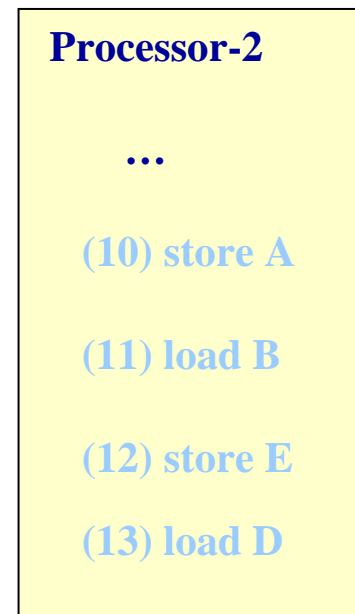 Processor-2
…
(10) store A
(11) load B
(12) store E
(13) load D